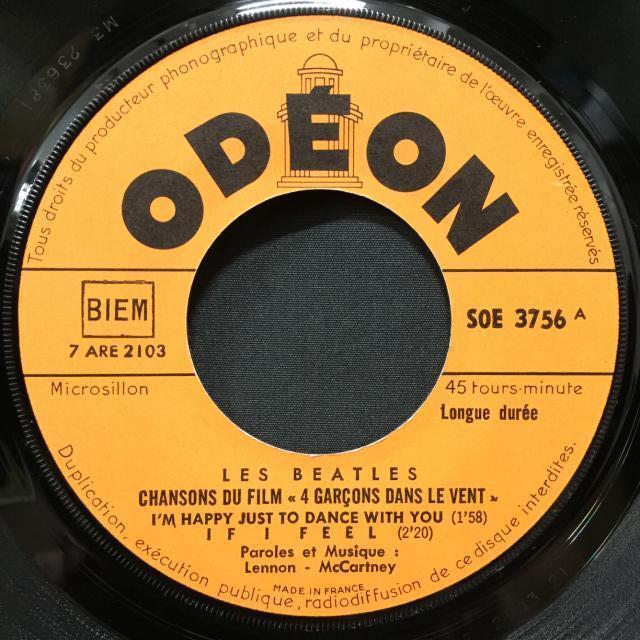 Tous droits du producteur phonographique et du propriétaire de l'œuvre enregistrée réservés
ODÉON
BIEM
7 ARE 2103
SOE 3756 A
Microsillon
45 tours-minute
Longue durée
LES BEATLES
CHANSONS DU FILM « 4 GARÇONS DANS LE VENT »
I'M HAPPY JUST TO DANCE WITH YOU (1'58)
IF I FEEL (2'20)
Paroles et Musique :
Lennon - McCartney
MADE IN FRANCE
Duplication, exécution publique, radiodiffusion de ce disque interdites.